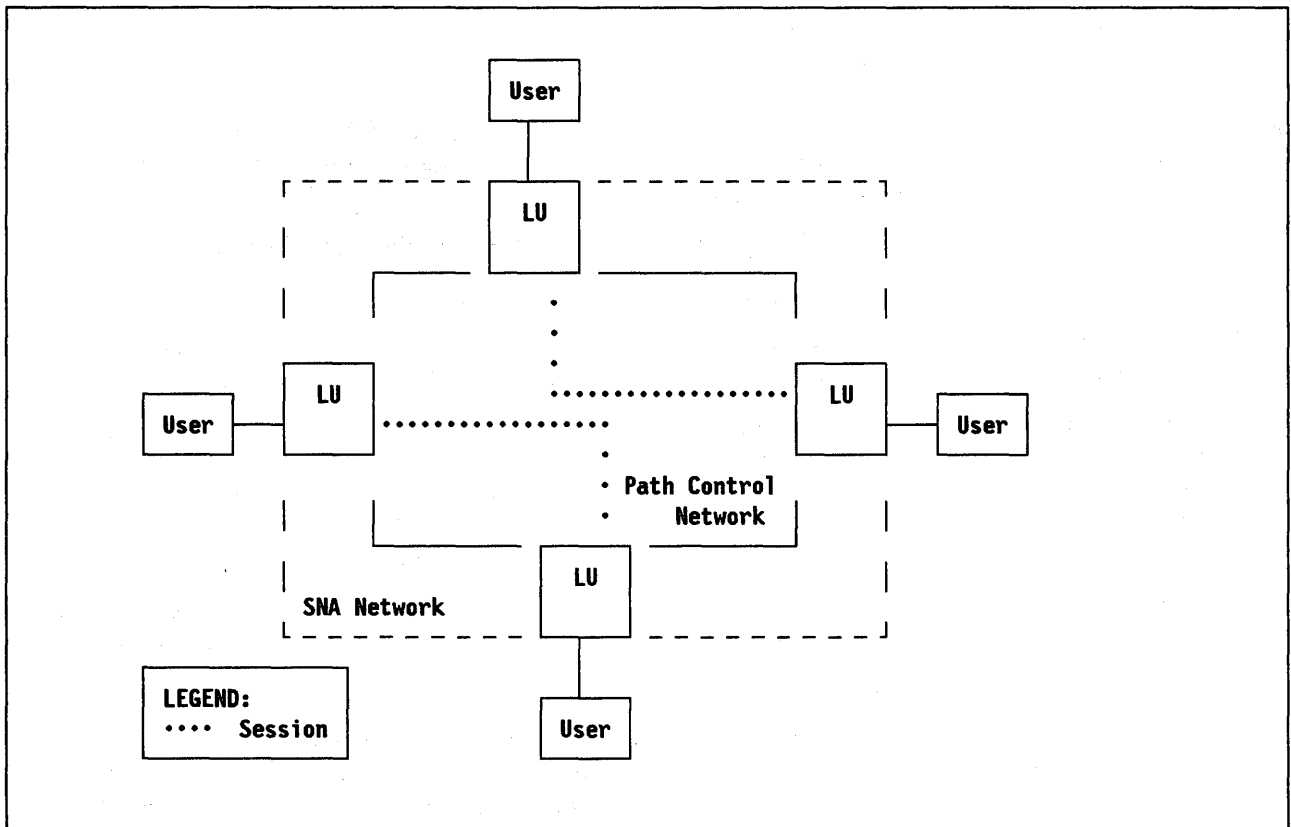 User
LU
LU
LU
User
User
Path Control
Network
LU
SNA Network
LEGEND:
•••• Session
User